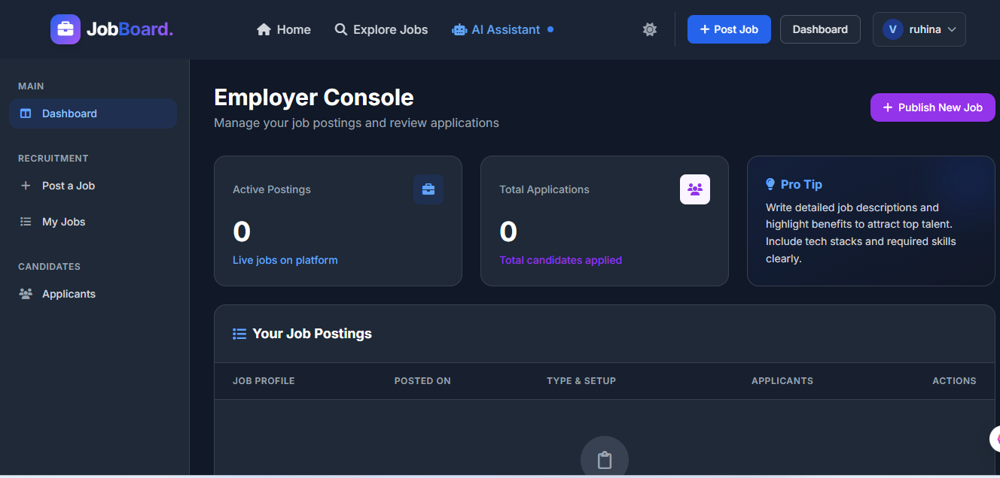 JobBoard.
Home
Explore Jobs
AI Assistant
+ Post Job
Dashboard
V
ruhina
MAIN
Dashboard
RECRUITMENT
Post a Job
My Jobs
CANDIDATES
Applicants
Employer Console
Manage your job postings and review applications
+ Publish New Job
Active Postings
0
Live jobs on platform
Total Applications
0
Total candidates applied
Pro Tip
Write detailed job descriptions and
highlight benefits to attract top talent.
Include tech stacks and required skills
clearly.
Your Job Postings
JOB PROFILE
POSTED ON
TYPE & SETUP
APPLICANTS
ACTIONS